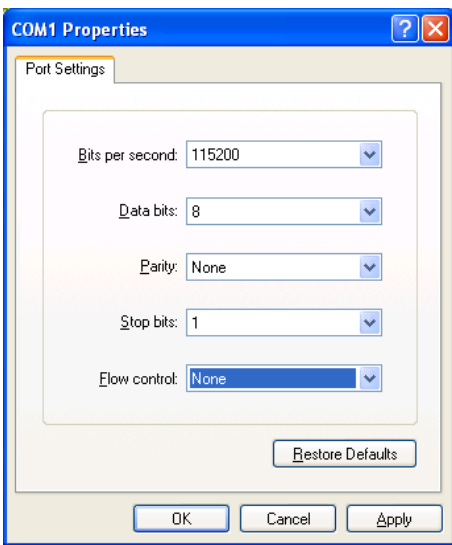 COM1 Properties
Port Settings
Bits per second: 115200
Data bits: 8
Parity: None
Stop bits: 1
Flow control: None
Restore Defaults
OK Cancel Apply